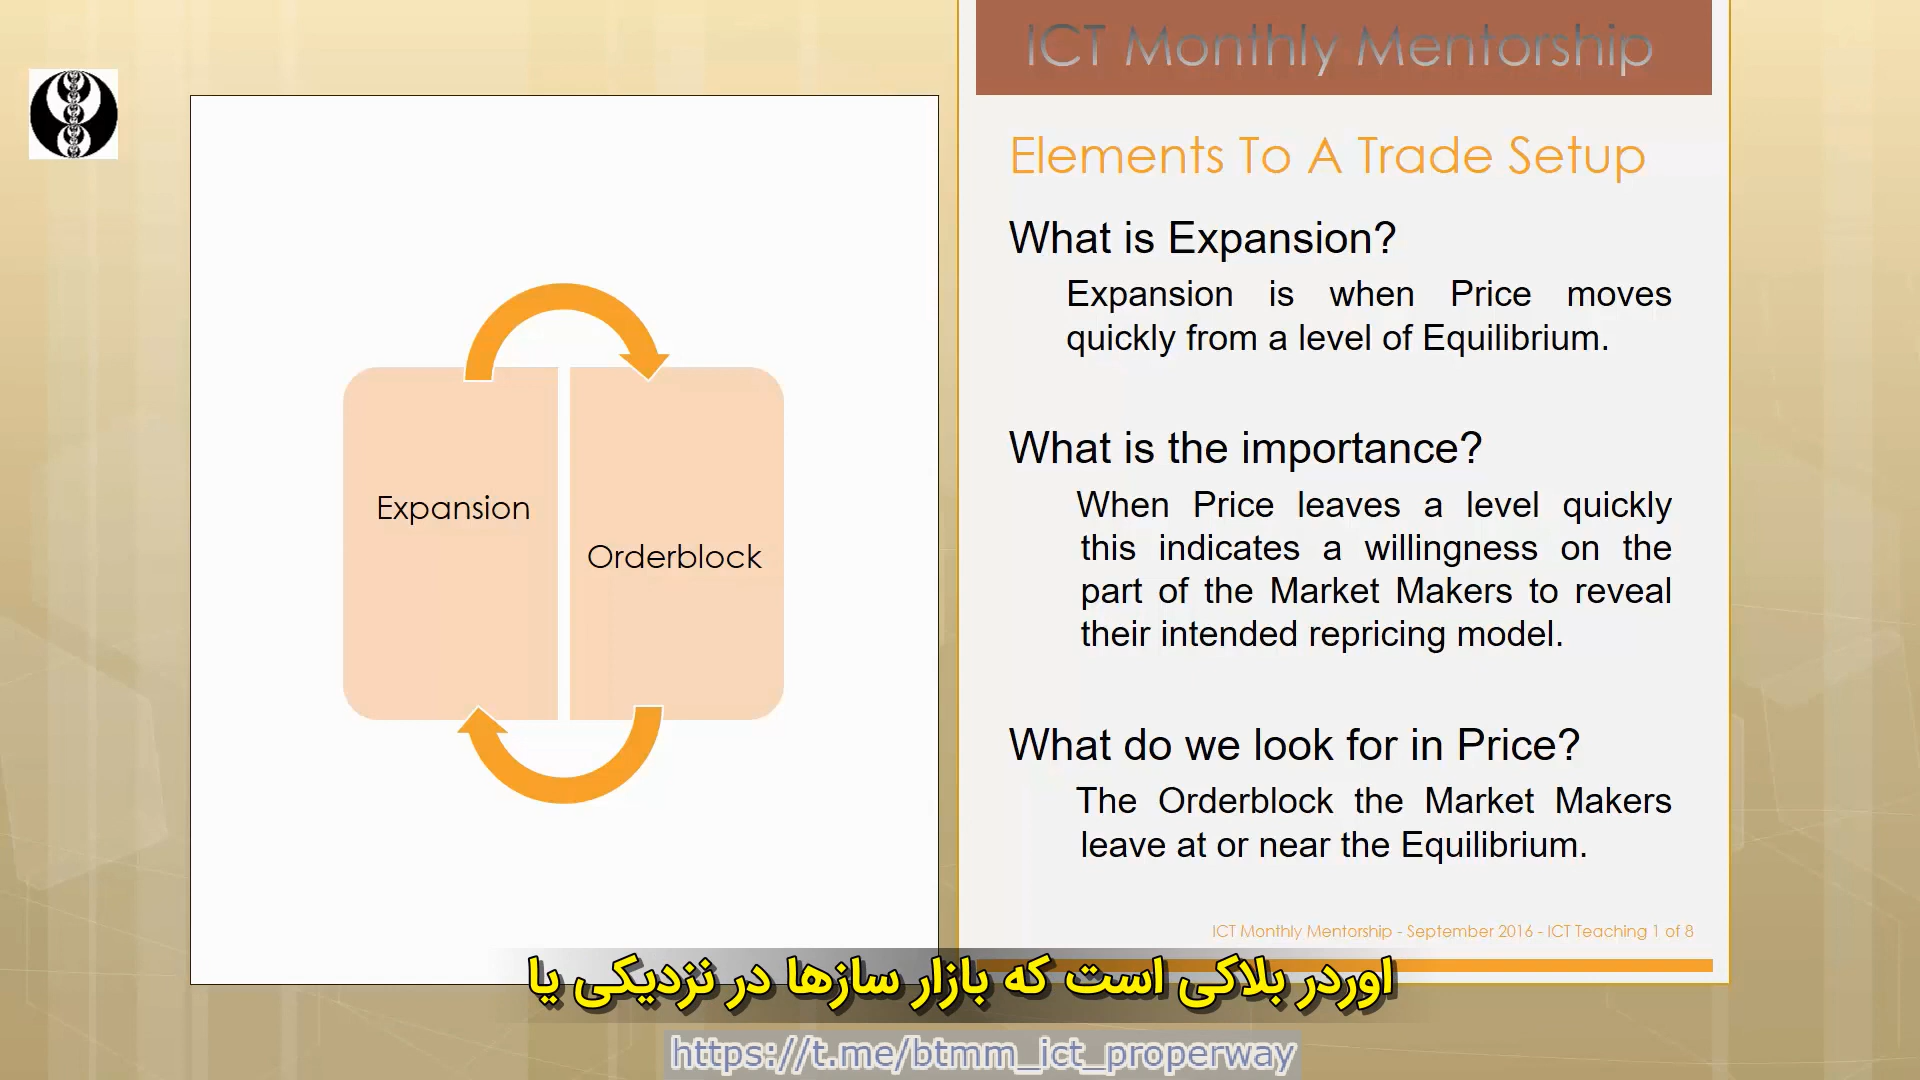 ICT Monthly Mentorship
Elements To A Trade Setup
What is Expansion?
Expansion is when Price moves
quickly from a level of Equilibrium.
What is the importance?
When Price leaves a level quickly
this indicates a willingness on the
part of the Market Makers to reveal
their intended repricing model.
What do we look for in Price?
The Orderblock the Market Makers
leave at or near the Equilibrium.
Expansion
Orderblock
ICT Monthly Mentorship - September 2016 - ICT Teaching 1 of 8
اوردر بلاکی است که بازار سازها در نزدیکی یا
https://t.me/btmm_ict_properway